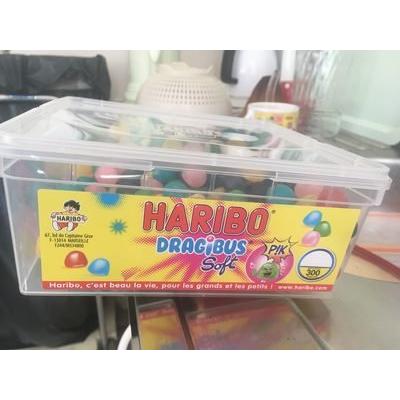 HARIBO
67, bd du Capitaine Gèze
F-13014 MARSEILLE
HARIBO
DRAGIBUS
Soft
PIK
300
Haribo, c'est beau la vie, pour les grands et les petits !
www.haribo.com